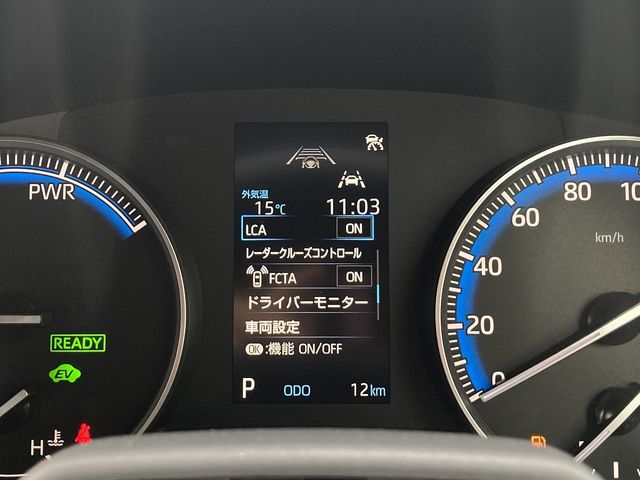 PWR
READY
EV
H
外気温
15℃ 11:03
LCA ON
レーダークルーズコントロール
FCTA ON
ドライバーモニター
車両設定
OK:機能 ON/OFF
P ODO 12km
100
80
60
km/h
40
20
0